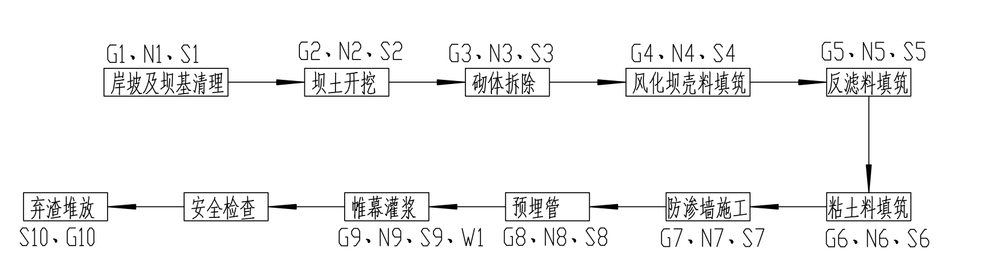 G1、N1、S1
岸坡及坝基清理
G2、N2、S2
坝土开挖
G3、N3、S3
砌体拆除
G4、N4、S4
风化坝壳料填筑
G5、N5、S5
反滤料填筑
粘土料填筑
G6、N6、S6
防渗墙施工
G7、N7、S7
预埋管
G8、N8、S8
帷幕灌浆
G9、N9、S9、W1
安全检查
弃渣堆放
S10、G10